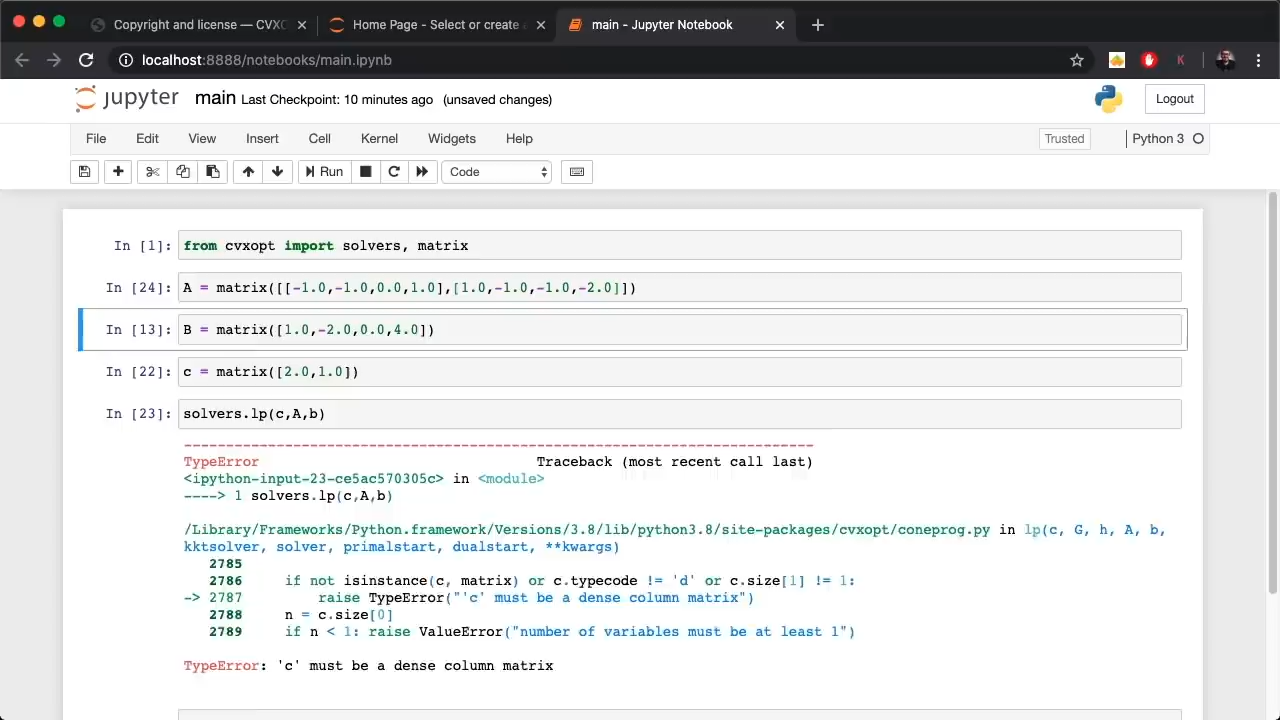 Copyright and license — CVXO
Home Page - Select or create a
main - Jupyter Notebook
localhost:8888/notebooks/main.ipynb
K
jupyter main Last Checkpoint: 10 minutes ago (unsaved changes)
Logout
File Edit View Insert Cell Kernel Widgets Help
Trusted
Python 3
Run
Code
In [1]: from cvxopt import solvers, matrix
In [24]: A = matrix([[-1.0,-1.0,0.0,1.0],[1.0,-1.0,-1.0,-2.0]])
In [13]: B = matrix([1.0,-2.0,0.0,4.0])
In [22]: c = matrix([2.0,1.0])
In [23]: solvers.lp(c,A,b)
---------------------------------------------------------------------------
TypeError Traceback (most recent call last)
<ipython-input-23-ce5ac570305c> in <module>
----> 1 solvers.lp(c,A,b)
/Library/Frameworks/Python.framework/Versions/3.8/lib/python3.8/site-packages/cvxopt/coneprog.py in lp(c, G, h, A, b,
kktsolver, solver, primalstart, dualstart, **kwargs)
2785
2786 if not isinstance(c, matrix) or c.typecode != 'd' or c.size[1] != 1:
-> 2787 raise TypeError("'c' must be a dense column matrix")
2788 n = c.size[0]
2789 if n < 1: raise ValueError("number of variables must be at least 1")
TypeError: 'c' must be a dense column matrix